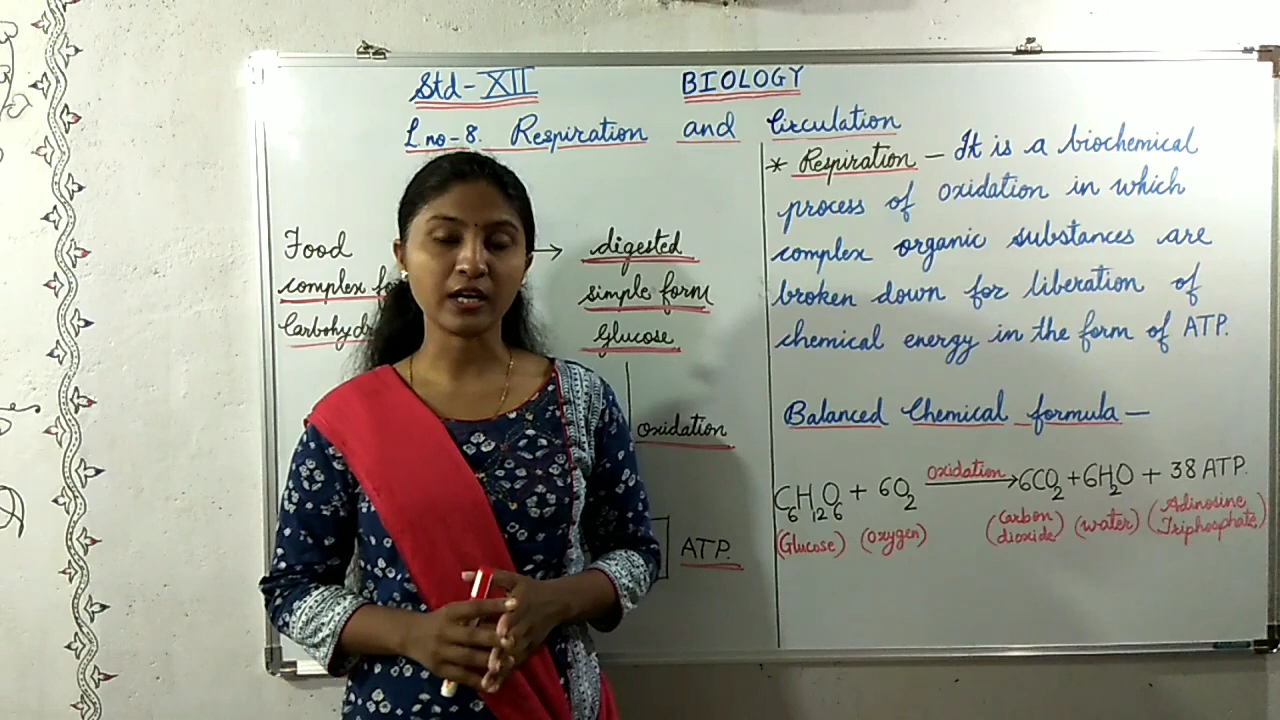 Std-XII BIOLOGY
L.no-8. Respiration and Circulation
Food → digested
complex simple form
Glucose
oxidation
ATP.
* Respiration – It is a biochemical
process of oxidation in which
complex organic substances are
broken down for liberation of
chemical energy in the form of ATP.
Balanced Chemical formula –
C₆H₁₂O₆ + 6O₂ oxidation → 6CO₂ + 6H₂O + 38 ATP.
(Glucose) (oxygen) (Carbon dioxide) (water) (Adinosine Triphosphate)